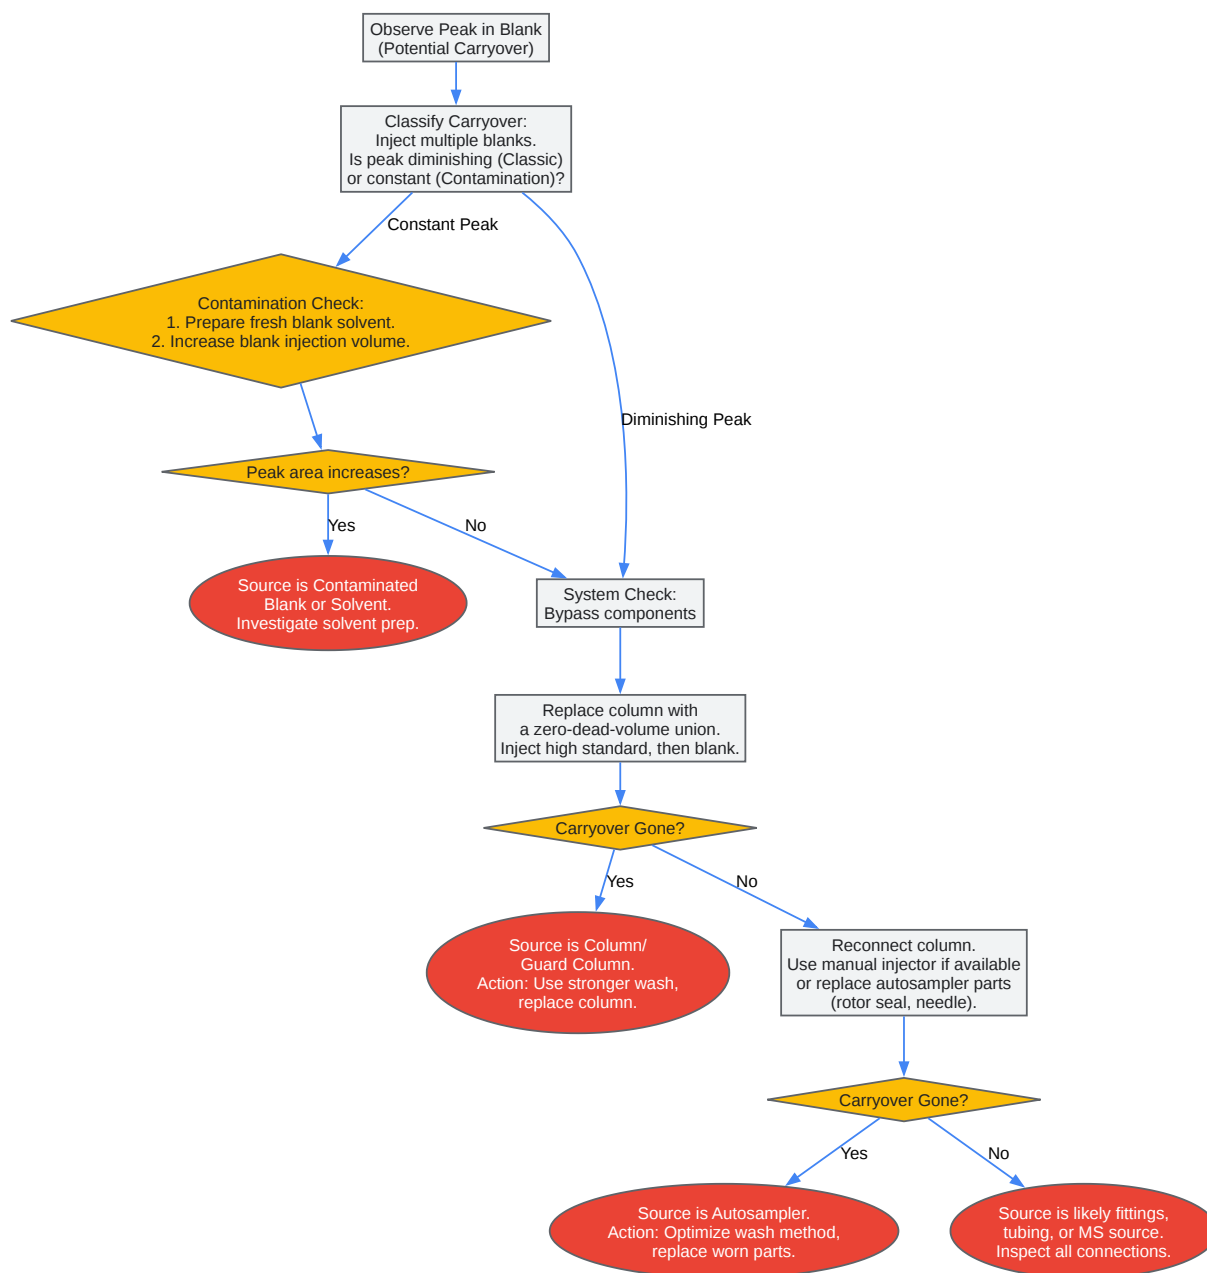 Observe Peak in Blank
(Potential Carryover)
Classify Carryover:
Inject multiple blanks.
Is peak diminishing (Classic)
or constant (Contamination)?
Constant Peak
Contamination Check:
1. Prepare fresh blank solvent.
2. Increase blank injection volume.
Diminishing Peak
Peak area increases?
Yes
No
Source is Contaminated
Blank or Solvent.
Investigate solvent prep.
System Check:
Bypass components
Replace column with
a zero-dead-volume union.
Inject high standard, then blank.
Carryover Gone?
Yes
No
Source is Column/
Guard Column.
Action: Use stronger wash,
replace column.
Reconnect column.
Use manual injector if available
or replace autosampler parts
(rotor seal, needle).
Carryover Gone?
Yes
No
Source is Autosampler.
Action: Optimize wash method,
replace worn parts.
Source is likely fittings,
tubing, or MS source.
Inspect all connections.